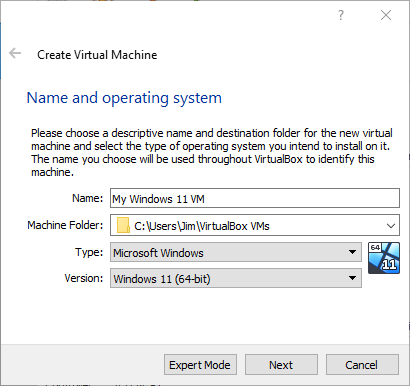 ?
Create Virtual Machine
Name and operating system
Please choose a descriptive name and destination folder for the new virtual
machine and select the type of operating system you intend to install on it.
The name you choose will be used throughout VirtualBox to identify this
machine.
Name: My Windows 11 VM
Machine Folder: C:\Users\Jim\VirtualBox VMs
Type: Microsoft Windows
64
11
Version: Windows 11 (64-bit)
Expert Mode Next Cancel